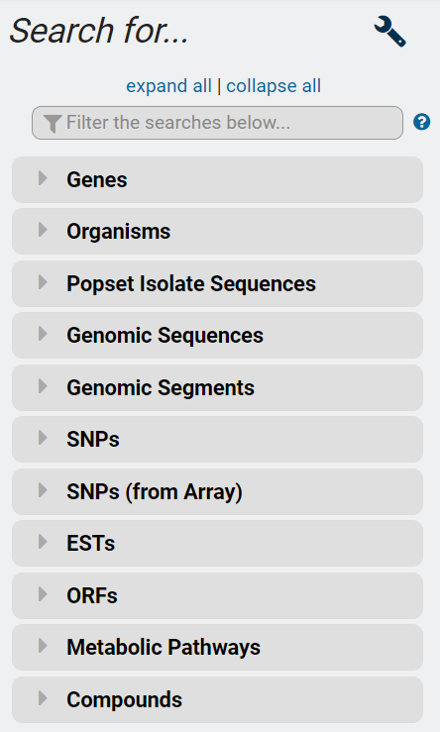 Search for...
expand all | collapse all
Filter the searches below...
?
Genes
Organisms
Popset Isolate Sequences
Genomic Sequences
Genomic Segments
SNPs
SNPs (from Array)
ESTs
ORFs
Metabolic Pathways
Compounds